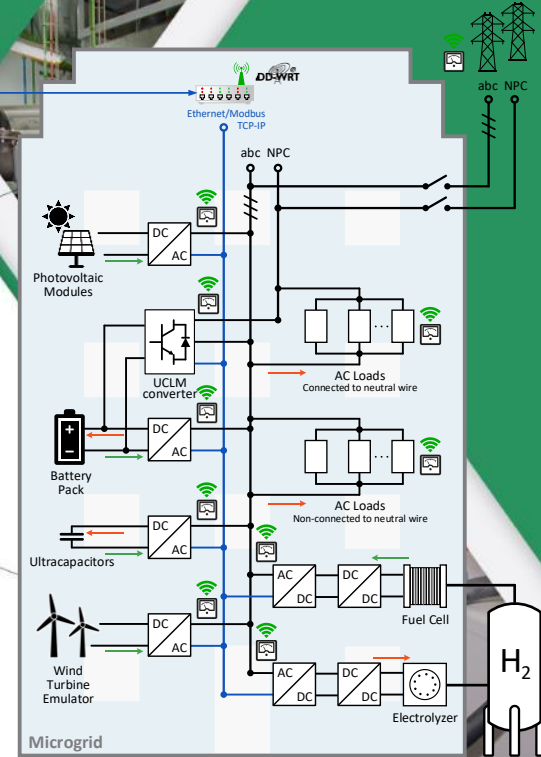 DD-WRT
abc NPC
Ethernet/Modbus
TCP-IP
abc NPC
DC
AC
Photovoltaic
Modules
UCLM
converter
AC Loads
Connected to neutral wire
DC
AC
+
-
Battery
Pack
AC Loads
Non-connected to neutral wire
DC
AC
Ultracapacitors
AC
DC
DC
DC
Fuel Cell
DC
AC
Wind
Turbine
Emulator
AC
DC
DC
DC
Electrolyzer
H2
Microgrid